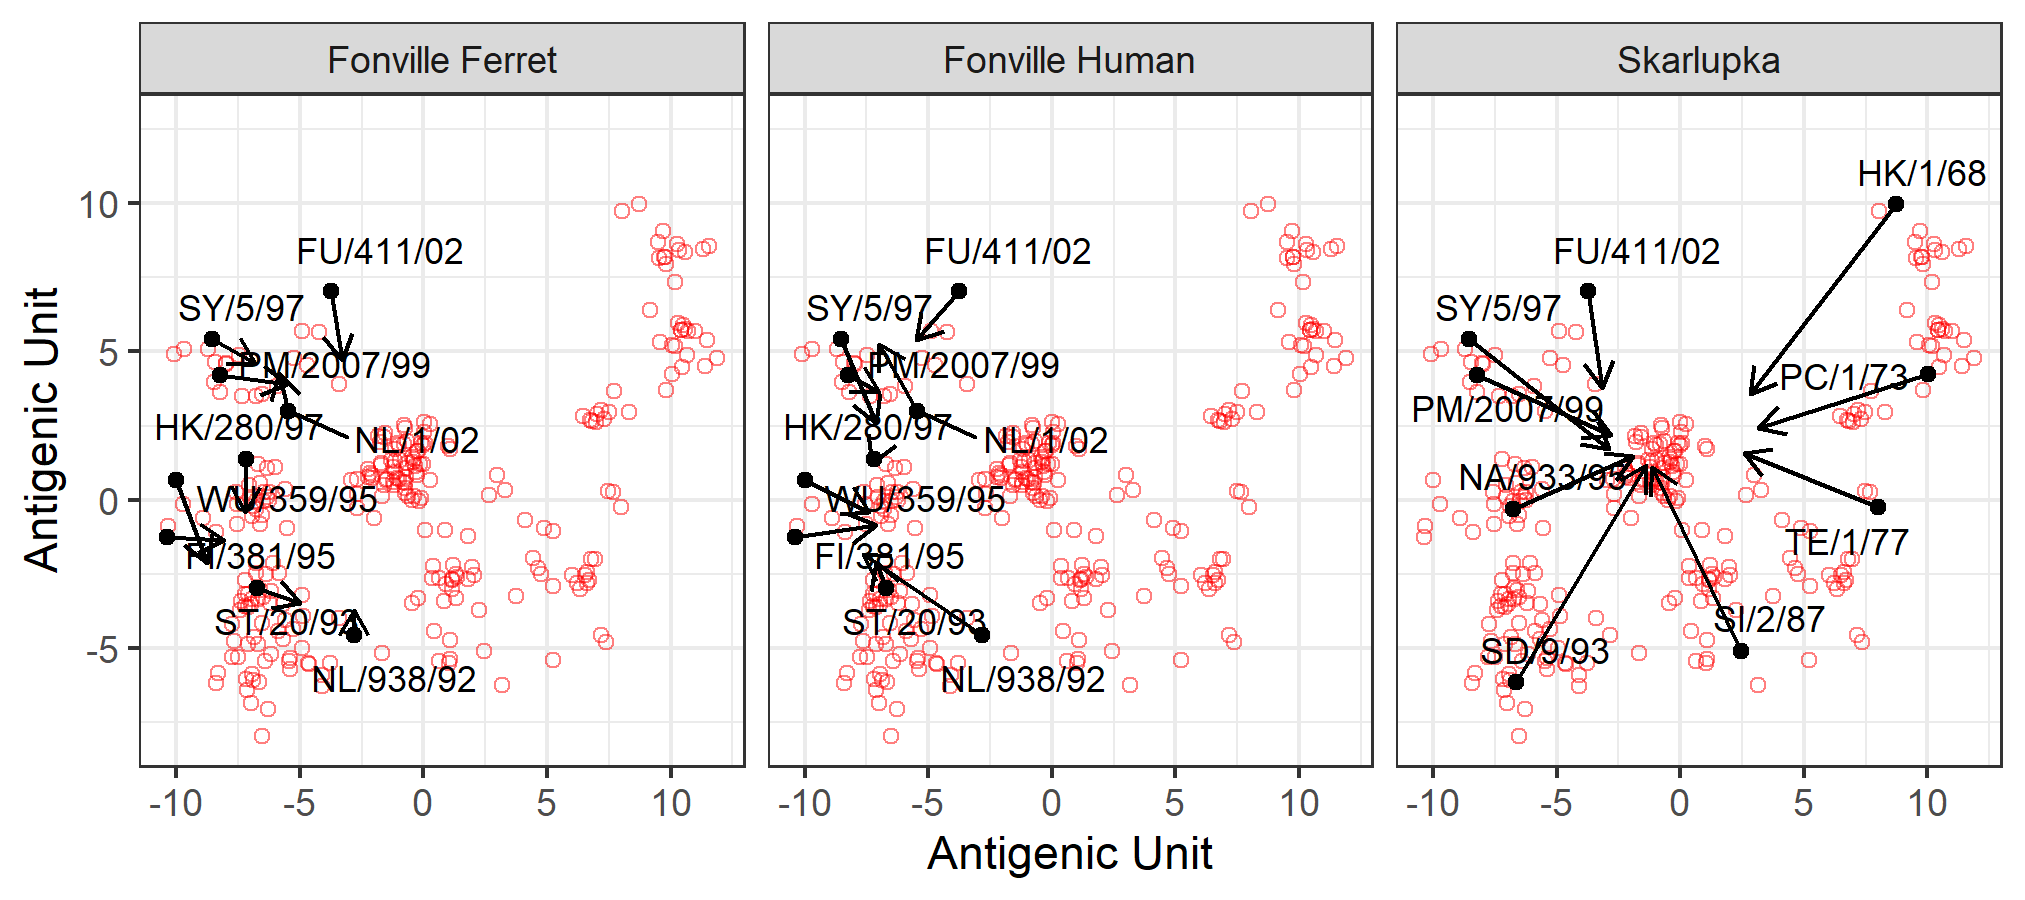 Fonville Ferret
Fonville Human
Skarlupka
Antigenic Unit
10
5
0
-5
FU/411/02
SY/5/97
PM/2007/99
HK/280/97
NL/1/02
WU/359/95
FI/381/95
ST/20/93
NL/938/92
FU/411/02
SY/5/97
PM/2007/99
HK/280/97
NL/1/02
WU/359/95
FI/381/95
ST/20/93
NL/938/92
HK/1/68
FU/411/02
SY/5/97
PC/1/73
PM/2007/99
NA/933/95
TE/1/77
SI/2/87
SD/9/93
-10 -5 0 5 10
-10 -5 0 5 10
-10 -5 0 5 10
Antigenic Unit